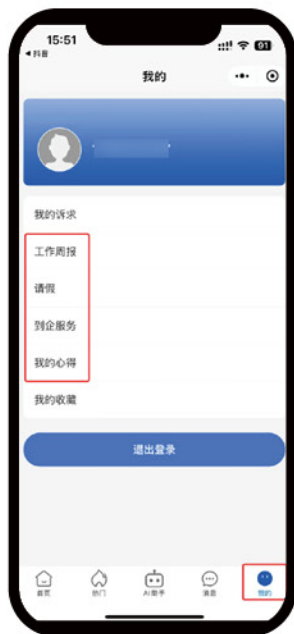 15:51
91
抖音
我的
我的诉求
工作周报
请假
到企服务
我的心得
我的收藏
退出登录
首页
热门
AI助手
消息
我的